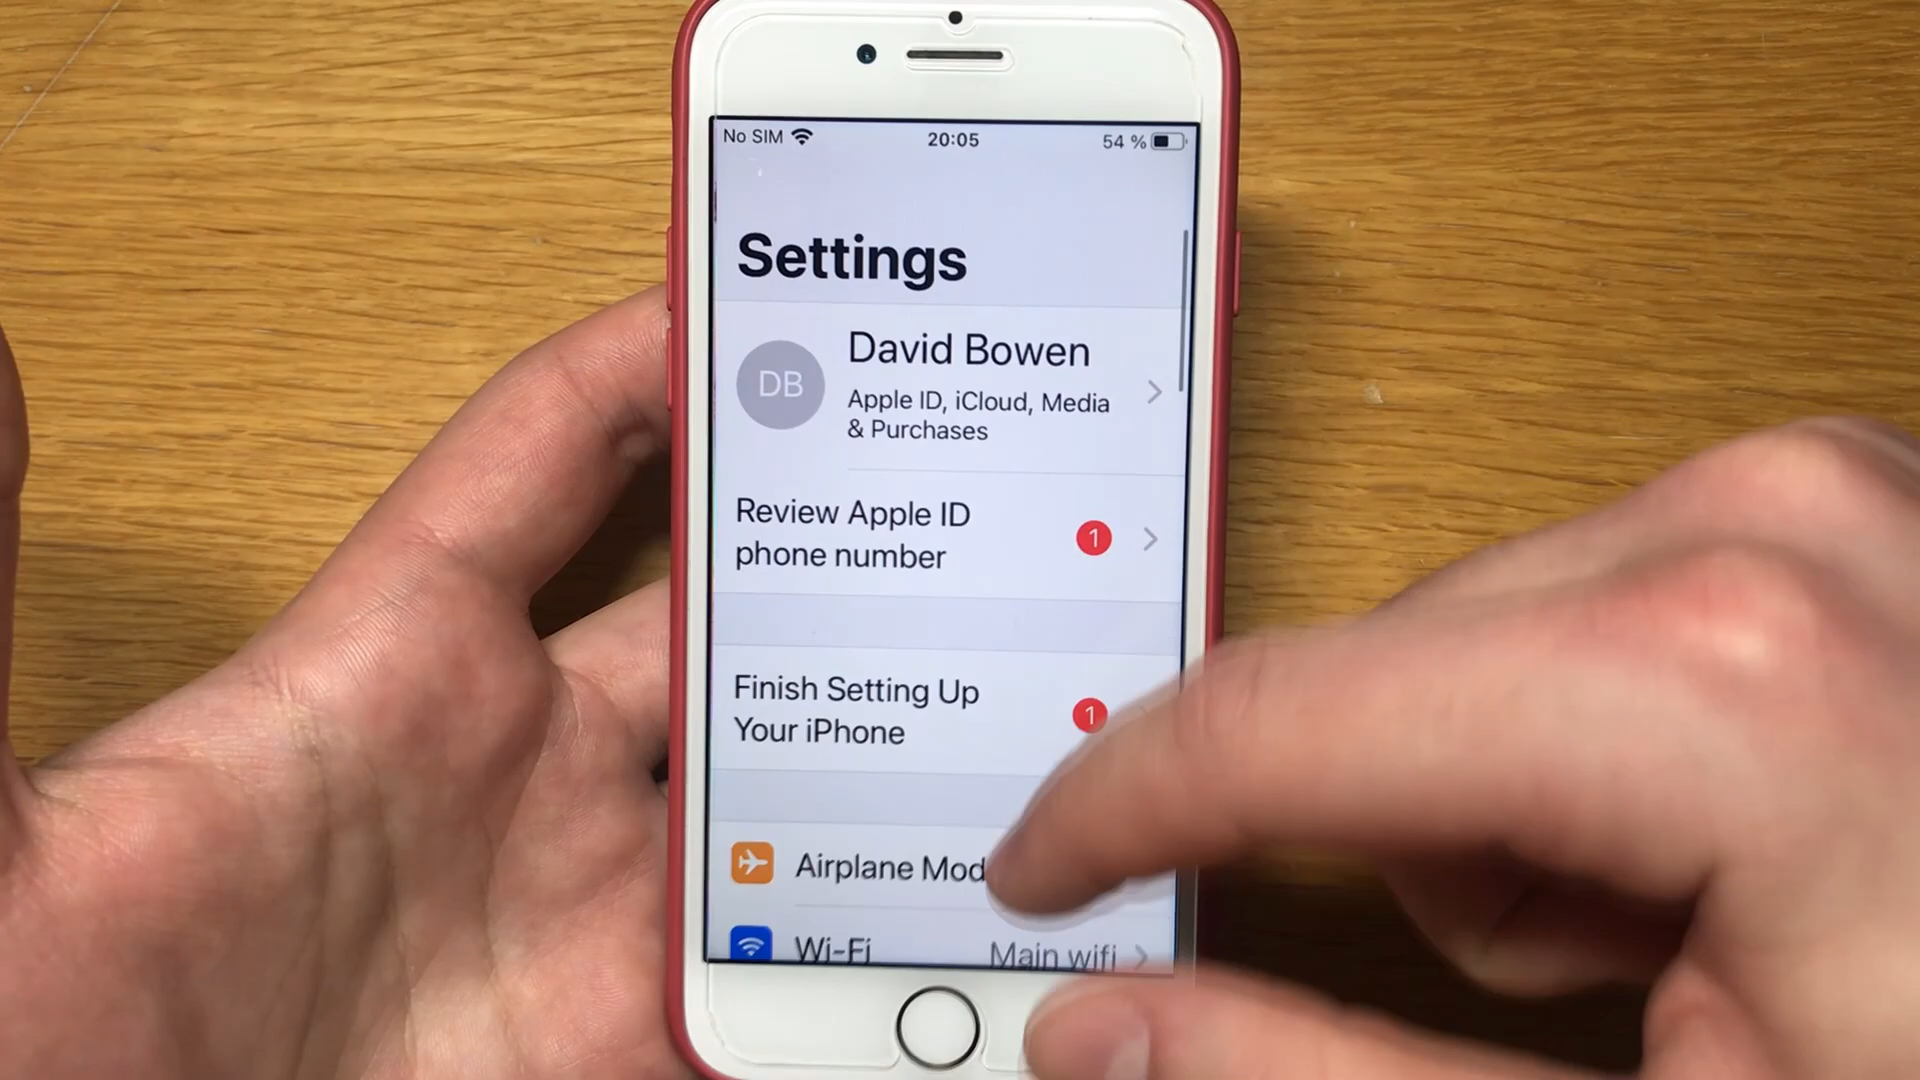 No SIM 20:05 54 %
Settings
DB
David Bowen
Apple ID, iCloud, Media
& Purchases
Review Apple ID
phone number
1
Finish Setting Up
Your iPhone
1
Airplane Mod
Wi-Fi Main wifi